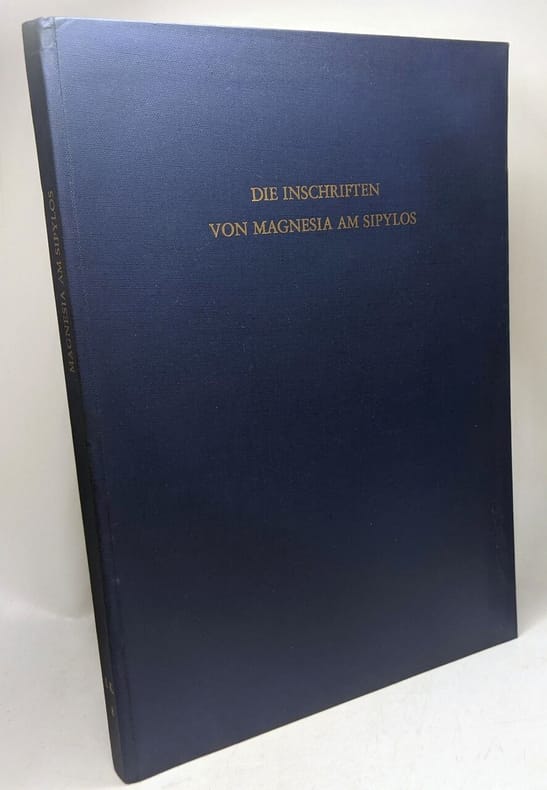 DIE INSCHRIFTEN
VON MAGNESIA AM SIPYLOS
MAGNESIA AM SIPYLOS